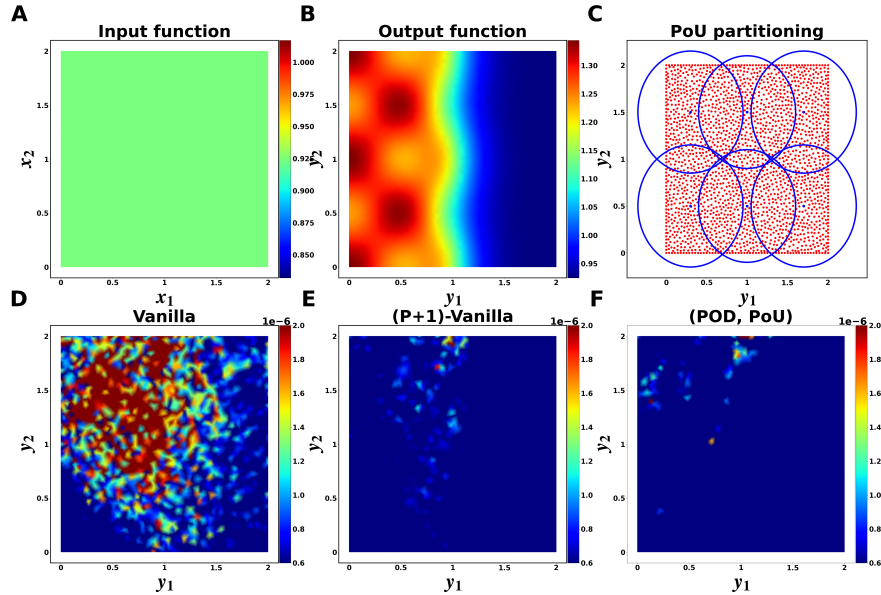 A B C
Input function Output function PoU partitioning
2 1.5 1 0.5 0
x2
0 0.5 1 1.5 2
x1
1.000 0.975 0.950 0.925 0.900 0.875 0.850
2 1.5 1 0.5 0
y2
0 0.5 1 1.5 2
y1
1.30 1.25 1.20 1.15 1.10 1.05 1.00 0.95
2 1.5 1 0.5 0
y2
0 0.5 1 1.5 2
y1
D E F
Vanilla (P+1)-Vanilla (POD, PoU)
1e−6 1e−6 1e−6
2 1.5 1 0.5 0
y2
0 0.5 1 1.5 2
y1
2.0 1.8 1.6 1.4 1.2 1.0 0.8 0.6
2 1.5 1 0.5 0
y2
0 0.5 1 1.5 2
y1
2.0 1.8 1.6 1.4 1.2 1.0 0.8 0.6
2 1.5 1 0.5 0
y2
0 0.5 1 1.5 2
y1
2.0 1.8 1.6 1.4 1.2 1.0 0.8 0.6